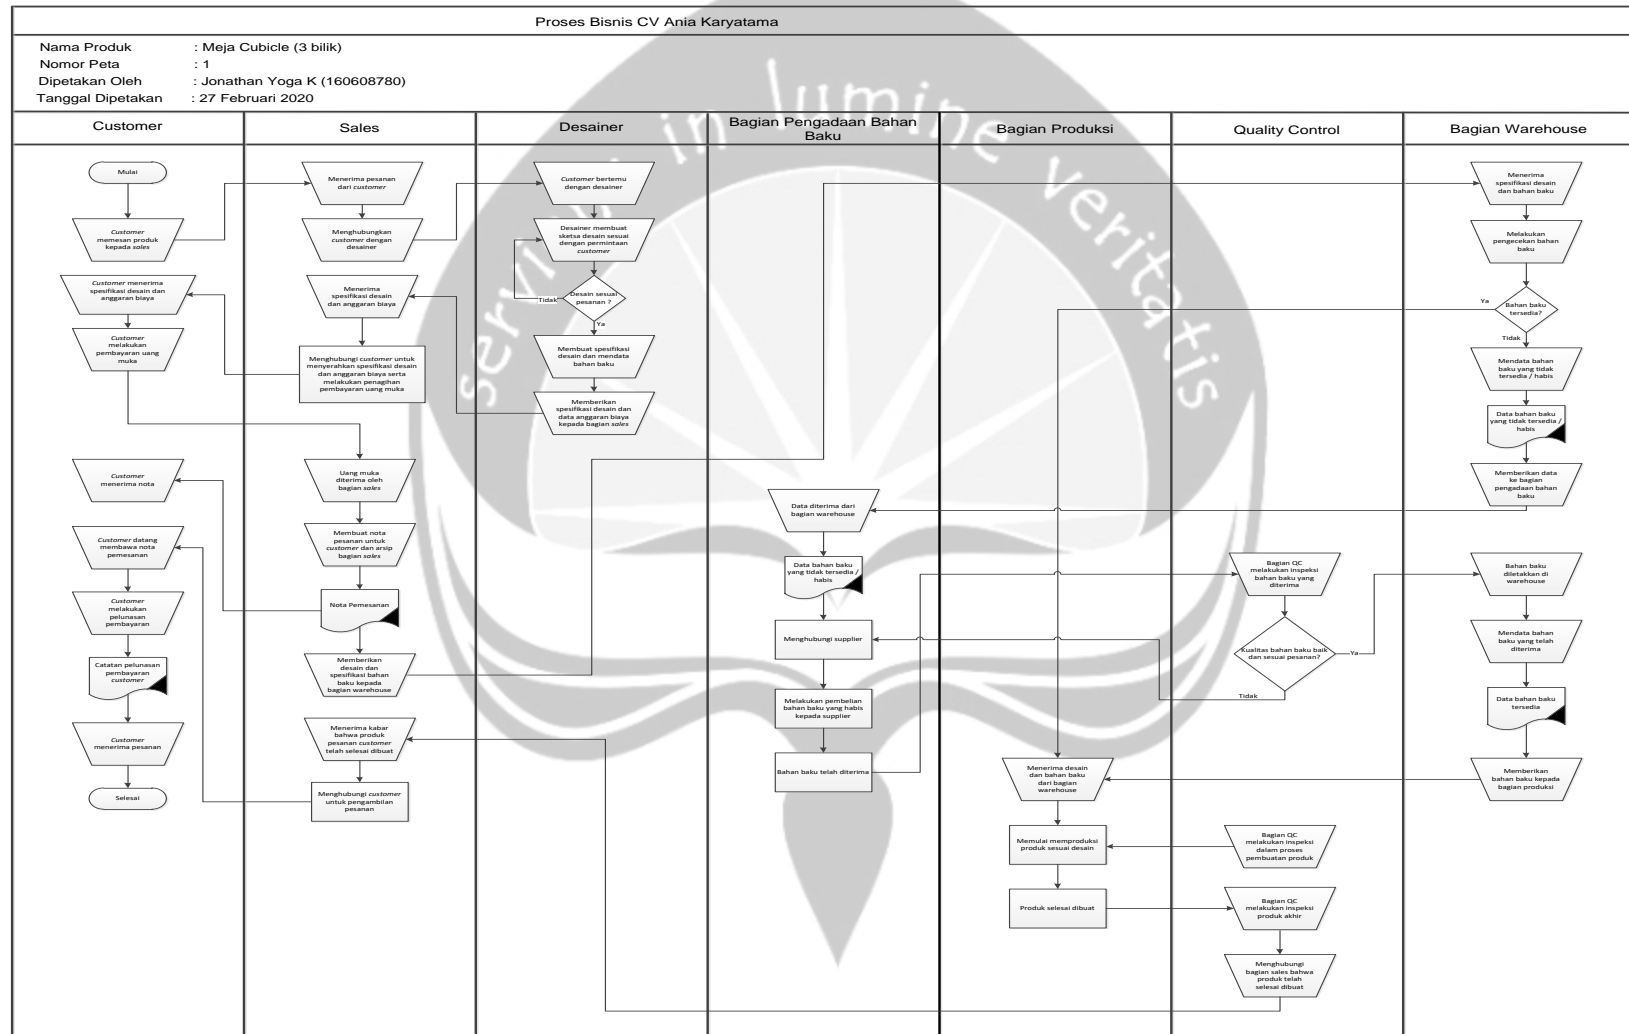 Proses Bisnis CV Ania Karyatama
Nama Produk : Meja Cubicle (3 bilik)
Nomor Peta : 1
Dipetakan Oleh : Jonathan Yoga K (160608780)
Tanggal Dipetakan : 27 Februari 2020
Customer
Sales
Desainer
Bagian Pengadaan Bahan
Baku
Bagian Produksi
Quality Control
Bagian Warehouse
serviens in lumine veritatis
Mulai
Customer
memesan produk
kepada sales
Customer menerima
spesifikasi desain dan
anggaran biaya
Customer
melakukan
pembayaran uang
muka
Customer
menerima nota
Customer datang
membawa nota
pemesanan
Customer
melakukan
pelunasan
pembayaran
Catatan pelunasan
pembayaran
customer
Customer
menerima pesanan
Selesai
Menerima pesanan
dari customer
Menghubungkan
customer dengan
desainer
Menerima
spesifikasi desain
dan anggaran biaya
Menghubungi customer untuk
menyerahkan spesifikasi desain
dan anggaran biaya serta
melakukan penagihan
pembayaran uang muka
Uang muka
diterima oleh
bagian sales
Membuat nota
pesanan untuk
customer dan arsip
bagian sales
Nota Pemesanan
Memberikan
desain dan
spesifikasi bahan
baku kepada
bagian warehouse
Menerima kabar
bahwa produk
pesanan customer
telah selesai dibuat
Menghubungi customer
untuk pengambilan
pesanan
Customer bertemu
dengan desainer
Desainer membuat
sketsa desain sesuai
dengan permintaan
customer
Desain sesuai
pesanan ?
Tidak
Ya
Membuat spesifikasi
desain dan mendata
bahan baku
Memberikan
spesifikasi desain dan
data anggaran biaya
kepada bagian sales
Data diterima dari
bagian warehouse
Data bahan baku
yang tidak tersedia /
habis
Menghubungi supplier
Melakukan pembelian
bahan baku yang habis
kepada supplier
Bahan baku telah diterima
Menerima desain
dan bahan baku
dari bagian
warehouse
Memulai memproduksi
produk sesuai desain
Produk selesai dibuat
Bagian QC
melakukan inspeksi
bahan baku yang
diterima
Kualitas bahan baku baik
dan sesuai pesanan?
Ya
Tidak
Bagian QC
melakukan inspeksi
dalam proses
pembuatan produk
Bagian QC
melakukan inspeksi
produk akhir
Menghubungi
bagian sales bahwa
produk telah
selesai dibuat
Menerima
spesifikasi desain
dan bahan baku
Melakukan
pengecekan bahan
baku
Bahan baku
tersedia?
Ya
Tidak
Mendata bahan
baku yang tidak
tersedia / habis
Data bahan baku
yang tidak tersedia /
habis
Memberikan data
ke bagian
pengadaan bahan
baku
Bahan baku
diletakkan di
warehouse
Mendata bahan
baku yang telah
diterima
Data bahan baku
tersedia
Memberikan
bahan baku kepada
bagian produksi